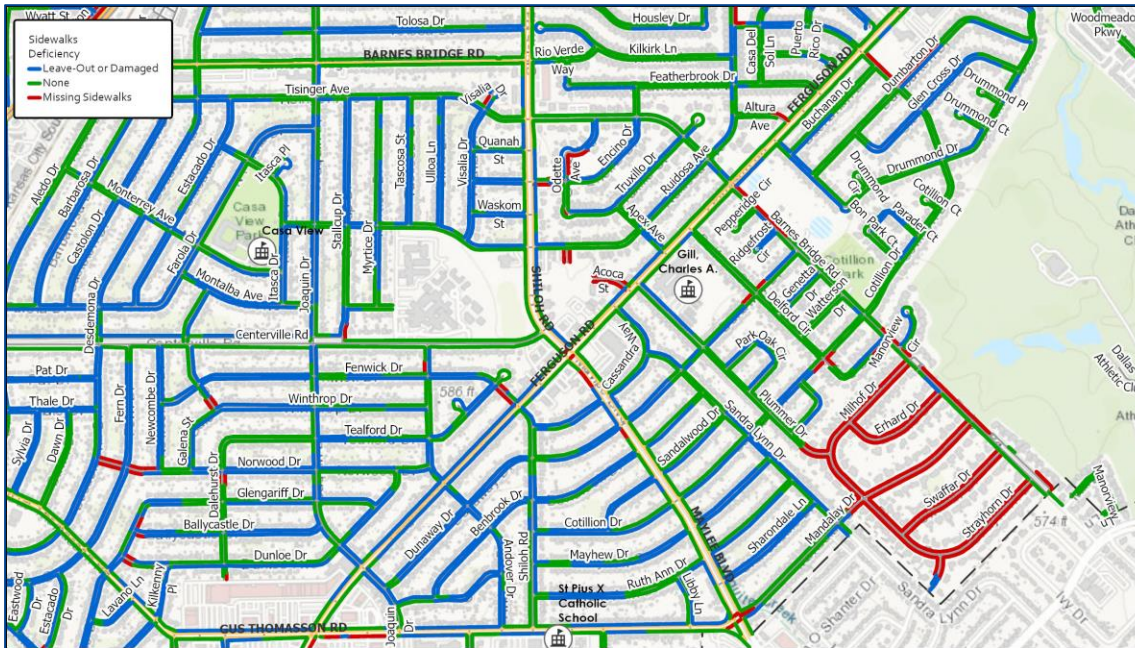 Wyatt St
Sidewalks
Deficiency
Leave-Out or Damaged
None
Missing Sidewalks
Tolosa Dr
Housley Dr
Kilkirk Ln
Casa Del
Sol Ln
Puerto
Rico Dr
Woodmeadow
Pkwy
BARNES BRIDGE RD
Rio Verde
Way
Featherbrook Dr
FERGUSON RD
Dumbarton Dr
Glen Cross Dr
Drummond Pl
Drummond Ct
Drummond Dr
Buchanan Dr
Altura
Ave
Tisinger Ave
Visalia
Dr
Quanah
St
Waskom
St
Visalia Dr
Ulloa Ln
Tascosa St
Stallcup Dr
Myrtice Dr
Odette
Ave
Encino Dr
Truxillo Dr
Ruidosa Ave
Apex Ave
Drummond
Cir
Bon Park Ct
Parader Ct
Cotillion Ct
Cotillion Dr
Cotillion
Park
Aledo Dr
Barbarosa Dr
Castolon Dr
Monterrey Ave
Estacado Dr
Farola Dr
Itasca Pl
Casa
View
Park
Casa View
Itasca Dr
Joaquin Dr
Montalba Ave
Desdemona Dr
Centerville Rd
SHILOH RD
Acoca
St
Gill,
Charles A.
Pepperidge Cir
Ridgefrost
Cir
Barnes Bridge Rd
Genetta
Dr
Watterson
Dr
Delford Cir
Manorview
Cir
Park Oak
Cir
Plummer Dr
Cassandra
Way
FERGUSON RD
Milhof Dr
Erhard Dr
Swaffar Dr
Strayhorn Dr
Manorview
574 ft
Dallas
Pat Dr
Thale Dr
Sylvia Dr
Dawn Dr
Fern Dr
Newcombe Dr
Galena St
Fenwick Dr
Winthrop Dr
Tealford Dr
586 ft
Norwood Dr
Dalehurst Dr
Glengariff Dr
Ballycastle Dr
Dunloe Dr
Lavano Ln
Kilkenny
Pl
Eastwood
Dr
Estacado
Dr
Dunaway Dr
Benbrook Dr
Andover Dr
Shiloh Rd
Cotillion Dr
Mayhew Dr
Ruth Ann Dr
Libby Ln
Sandalwood Dr
Sandra Lynn Dr
Sharondale Ln
Mandalay Dr
St Pius X
Catholic
School
GUS THOMASSON RD
Joaquin
Dr
O Shanter Dr
Sandra
Lynn Dr
Ivy Dr